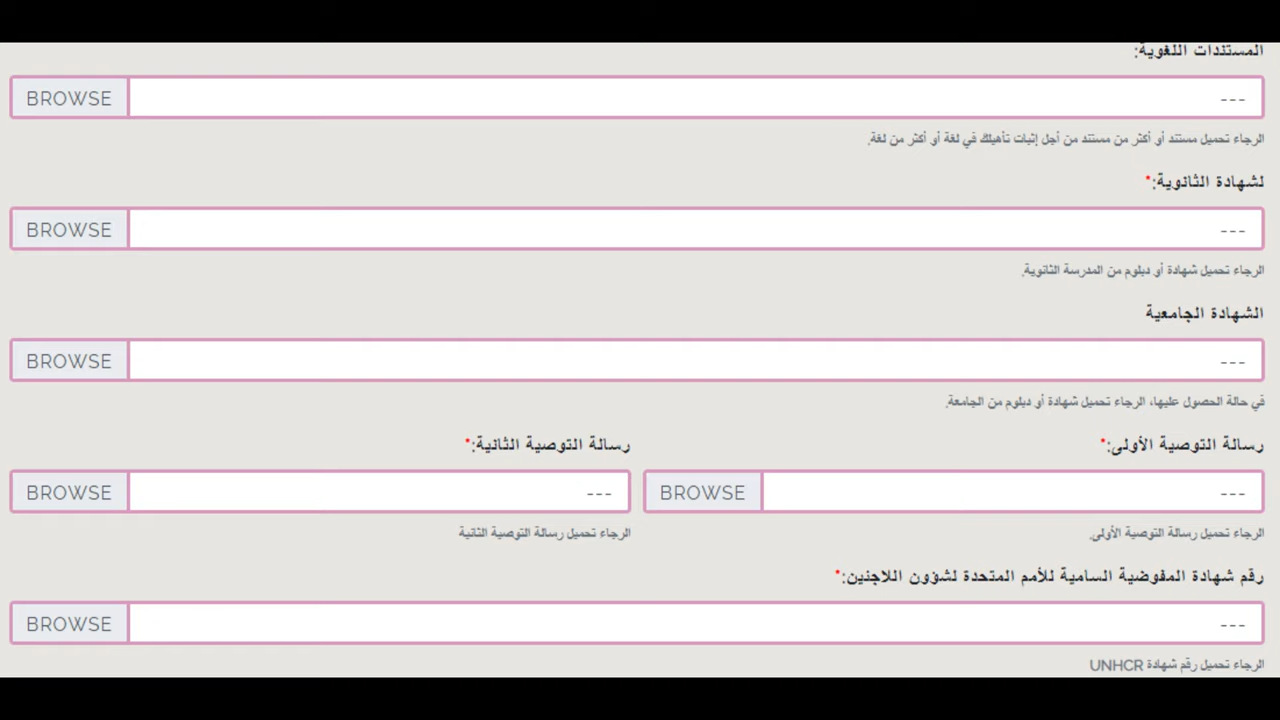 المستندات اللغوية:
BROWSE ---
الرجاء تحميل مستند أو أكثر من مستند من أجل إثبات تأهيلك في لغة أو أكثر من لغة.
لشهادة الثانوية:*
BROWSE ---
الرجاء تحميل شهادة أو دبلوم من المدرسة الثانوية.
الشهادة الجامعية
BROWSE ---
في حالة الحصول عليها، الرجاء تحميل شهادة أو دبلوم من الجامعة.
رسالة التوصية الأولى:*
BROWSE ---
الرجاء تحميل رسالة التوصية الأولى.
رسالة التوصية الثانية:*
BROWSE ---
الرجاء تحميل رسالة التوصية الثانية
رقم شهادة المفوضية السامية للأمم المتحدة لشؤون اللاجئين:*
BROWSE ---
الرجاء تحميل رقم شهادة UNHCR